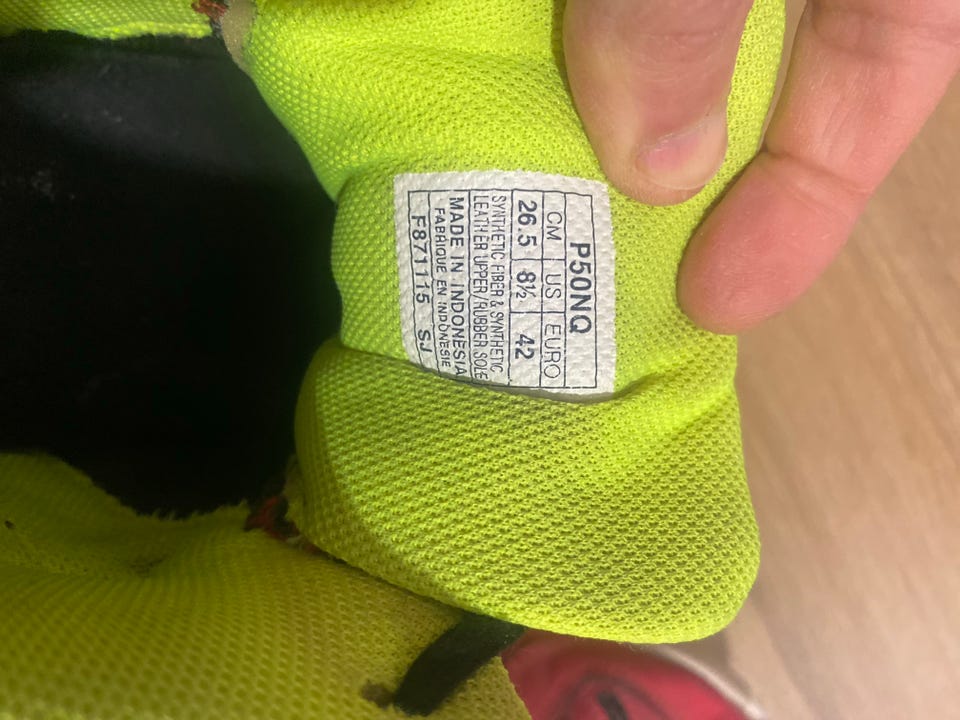 P50NQ
CM US EURO
26.5 8½ 42
SYNTHETIC FIBER & SYNTHETIC
LEATHER UPPER/RUBBER SOLE
MADE IN INDONESIA
FABRIQUE EN INDONESIE
F871115 SJ